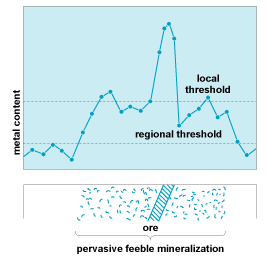 local
threshold
regional threshold
metal content
ore
pervasive feeble mineralization